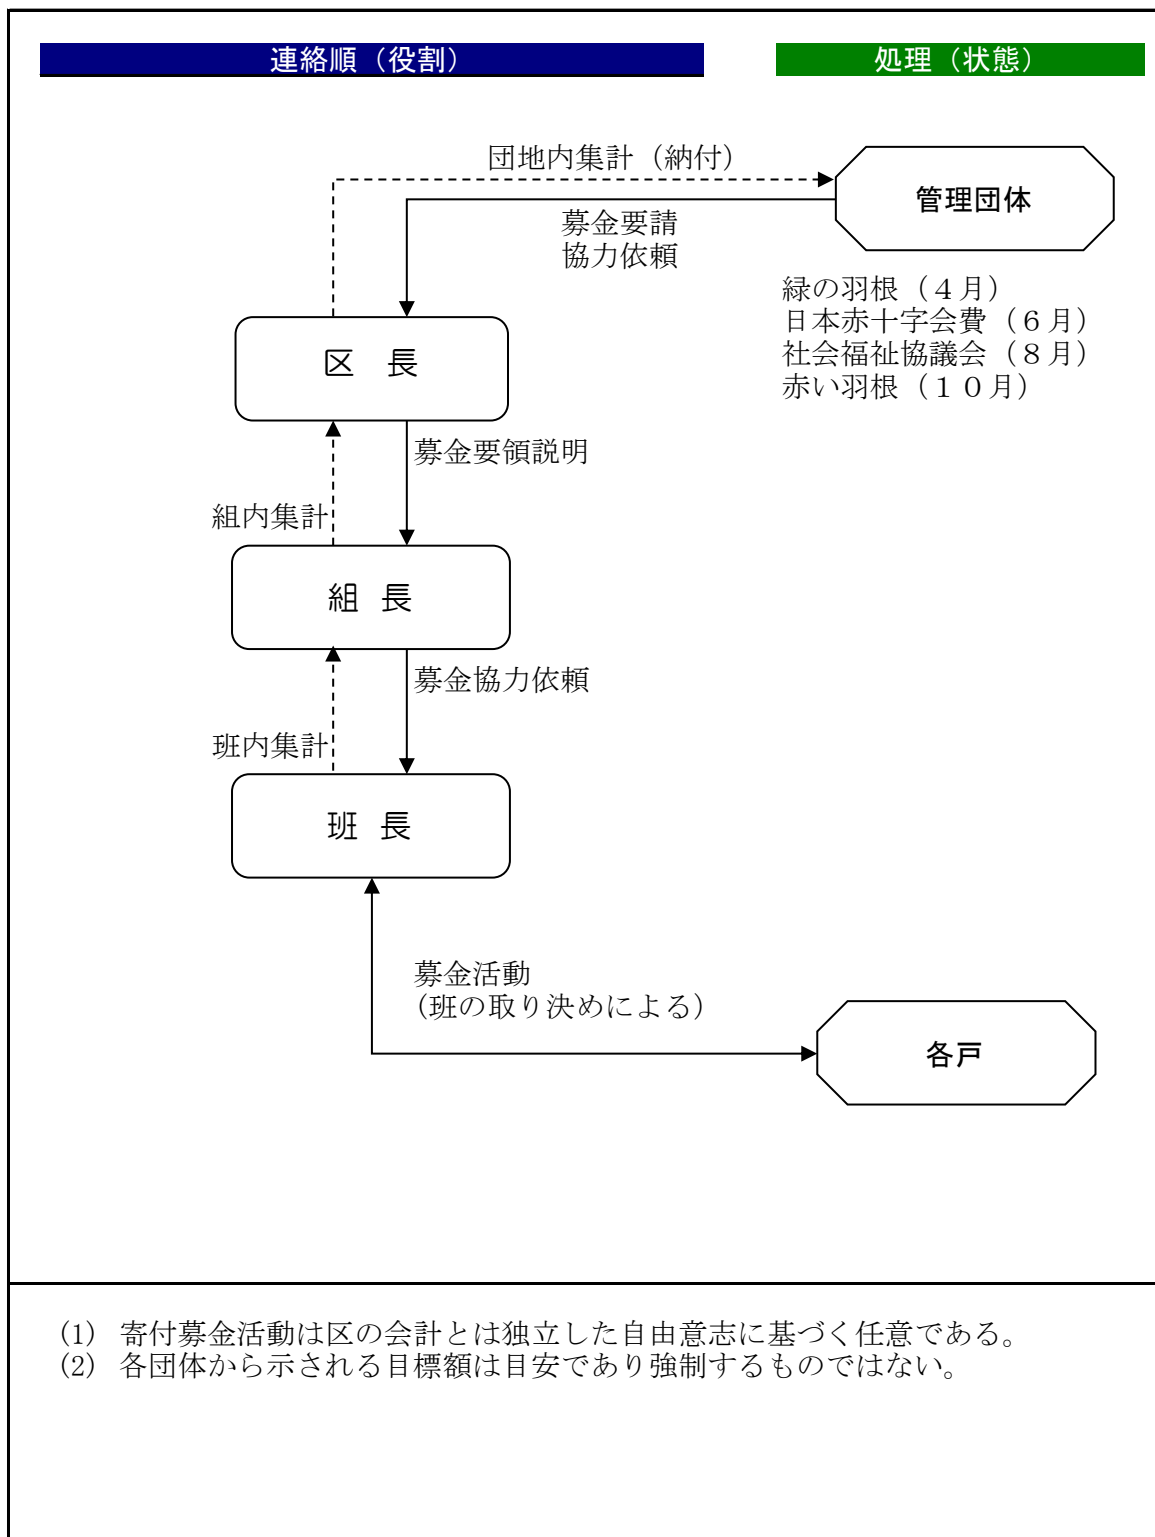 連絡順（役割）
処理（状態）
団地内集計（納付）
管理団体
募金要請
協力依頼
緑の羽根（４月）
日本赤十字会費（６月）
社会福祉協議会（８月）
赤い羽根（１０月）
区　長
募金要領説明
組内集計
組 長
募金協力依頼
班内集計
班 長
募金活動
(班の取り決めによる）
各戸
(1)　寄付募金活動は区の会計とは独立した自由意志に基づく任意である。
(2)　各団体から示される目標額は目安であり強制するものではない。